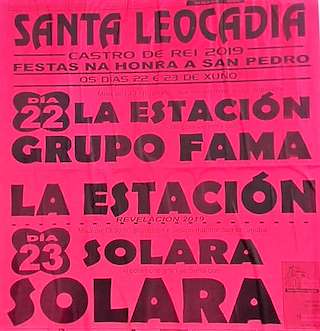 SANTA LEOCADIA
CASTRO DE REI 2019
FESTAS NA HONRA A SAN PEDRO
OS DÍAS 22 E 23 DE XUÑO
DÍA 22 LA ESTACIÓN
GRUPO FAMA
LA ESTACIÓN
REVELACIÓN 2019
DÍA 23 SOLARA
SOLARA